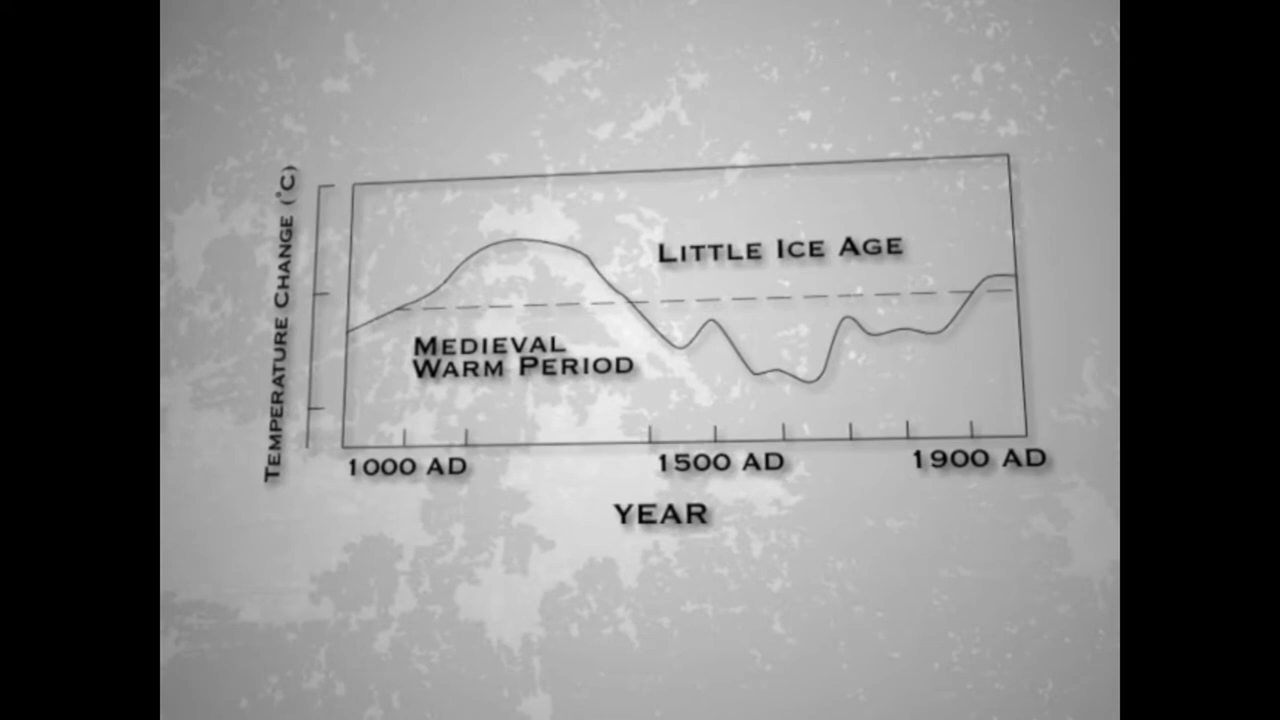 TEMPERATURE CHANGE (°C)
LITTLE ICE AGE
MEDIEVAL
WARM PERIOD
1000 AD
1500 AD
1900 AD
YEAR